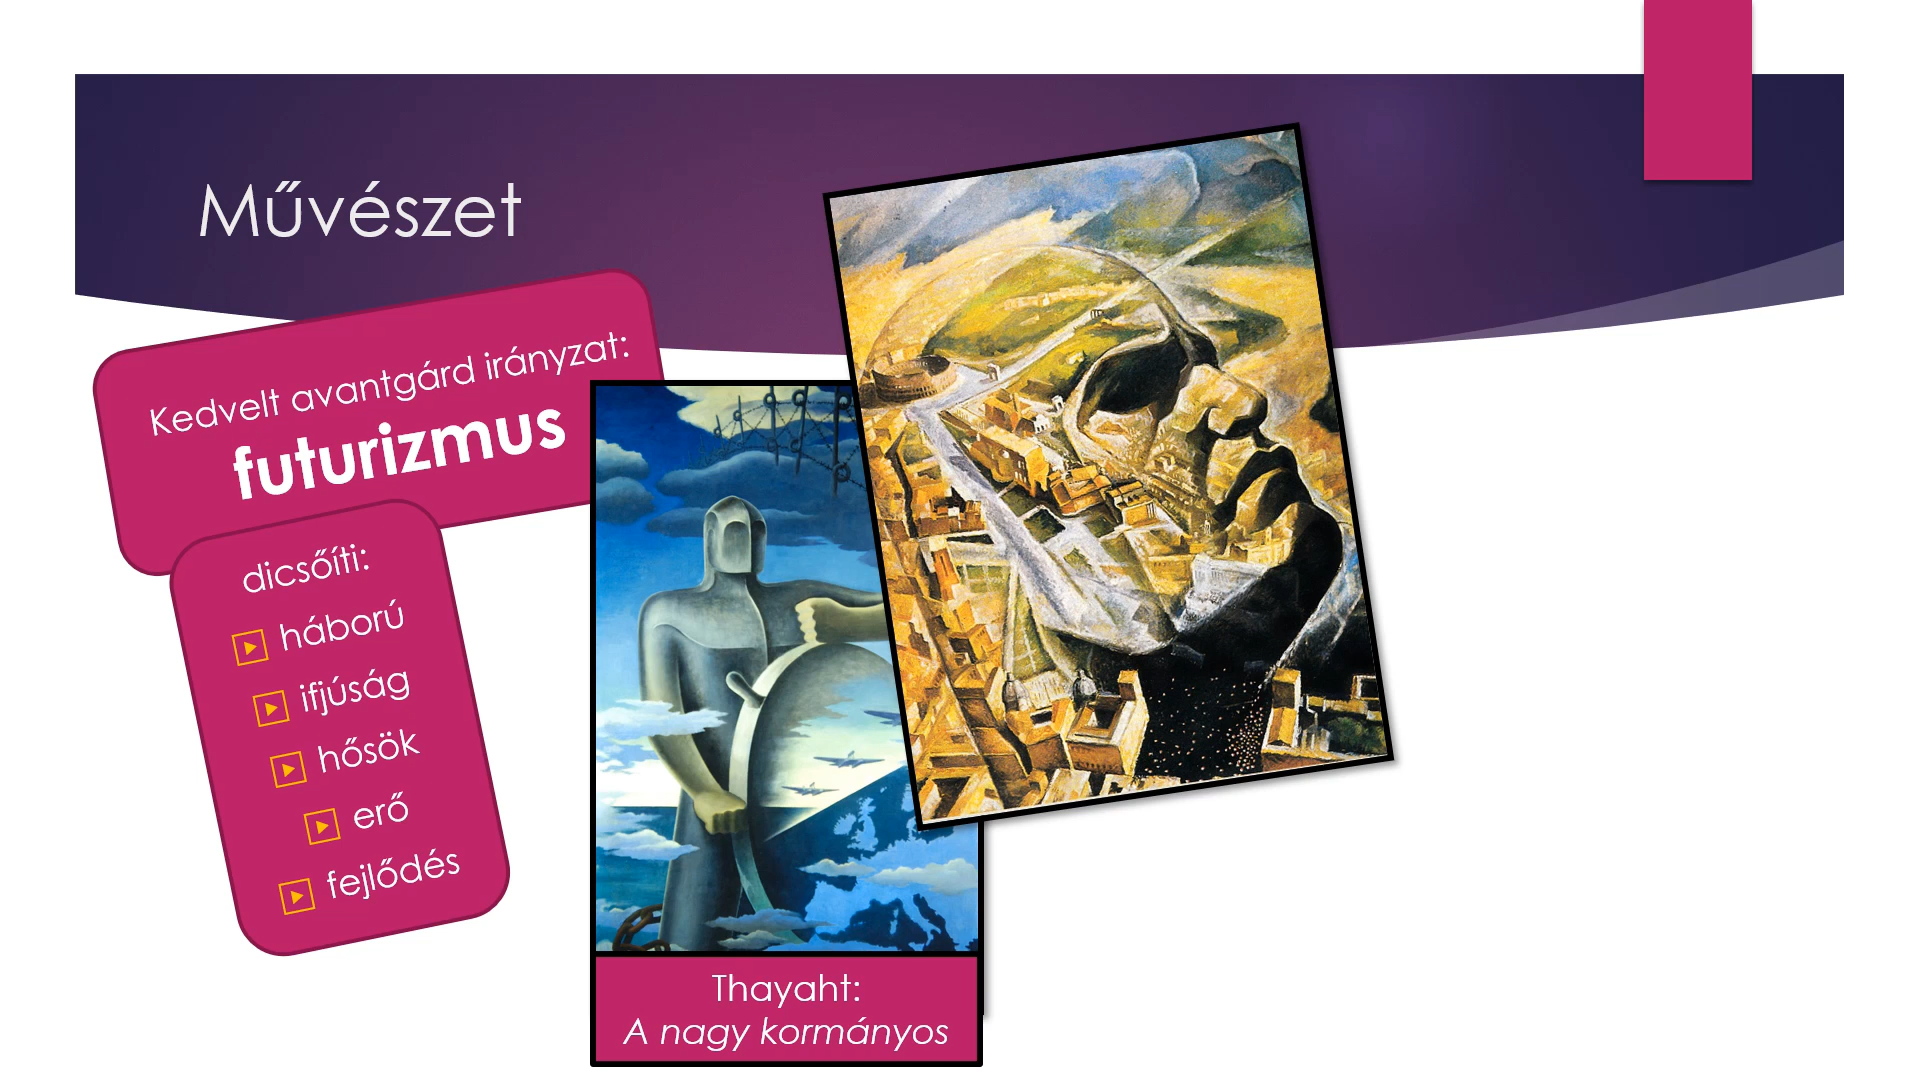 Művészet
Kedvelt avantgárd irányzat:
futurizmus
dicsőíti:
háború
ifjúság
hősök
erő
fejlődés
Thayaht:
A nagy kormányos